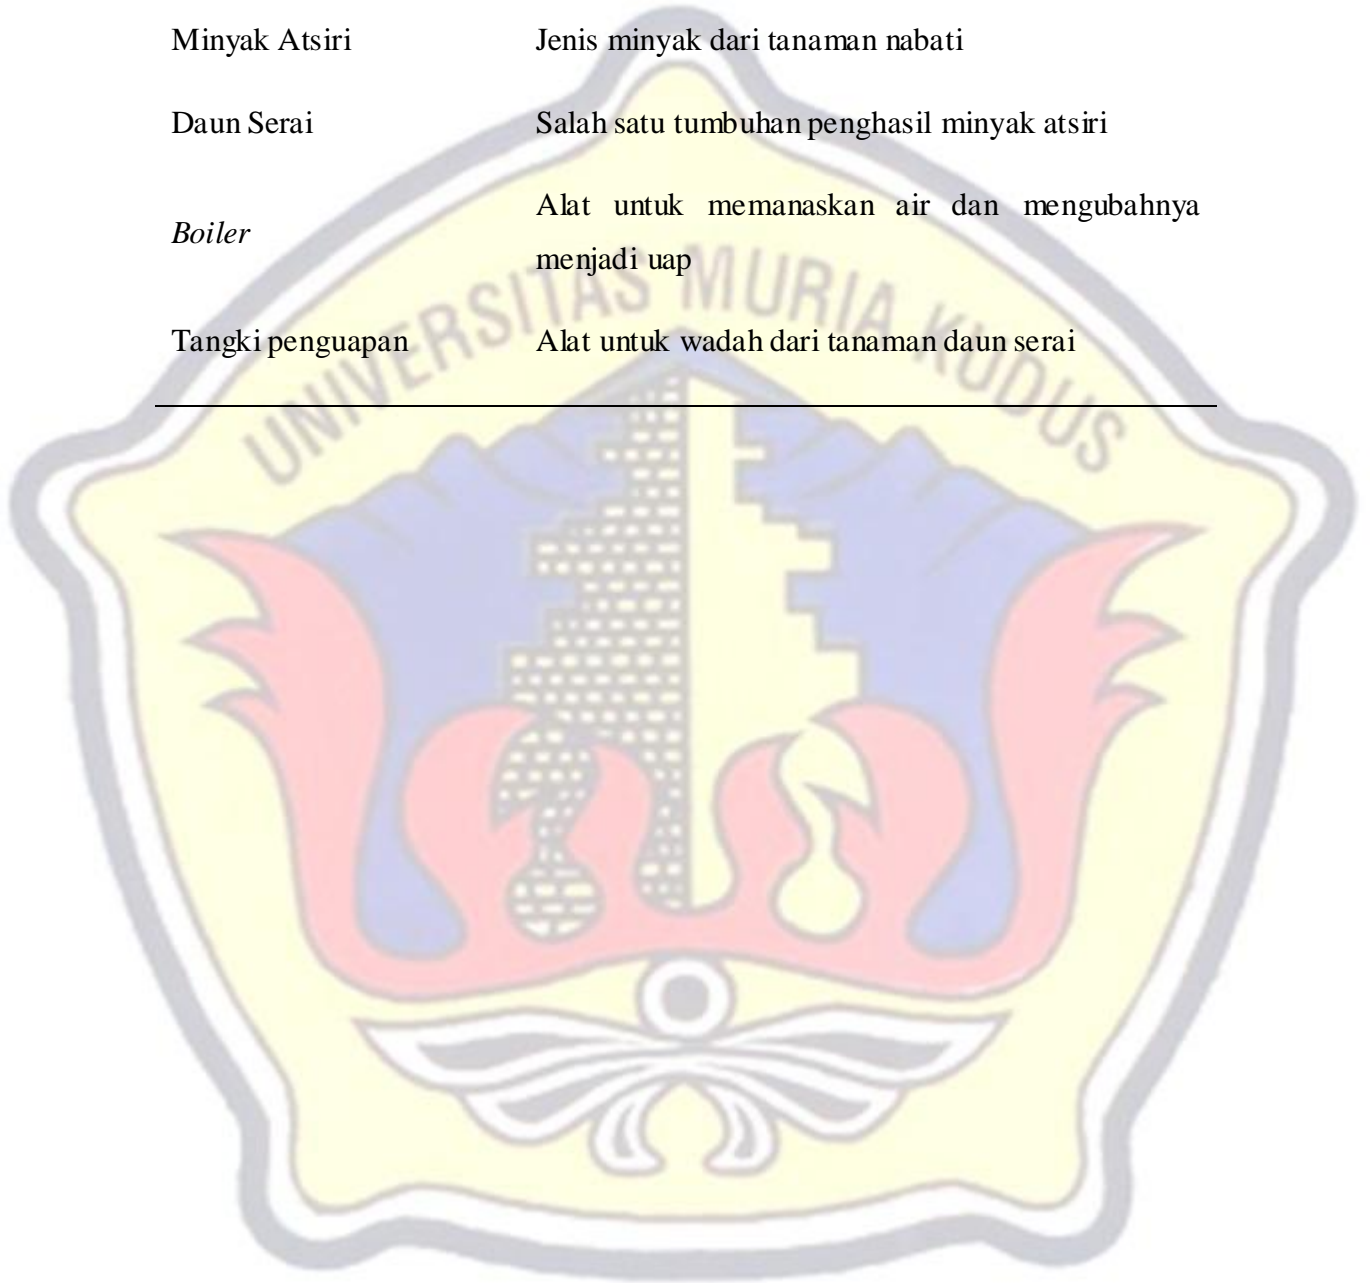 Minyak Atsiri Jenis minyak dari tanaman nabati
Daun Serai Salah satu tumbuhan penghasil minyak atsiri
Boiler Alat untuk memanaskan air dan mengubahnya
menjadi uap
Tangki penguapan Alat untuk wadah dari tanaman daun serai
UNIVERSITAS MURIA KUDUS